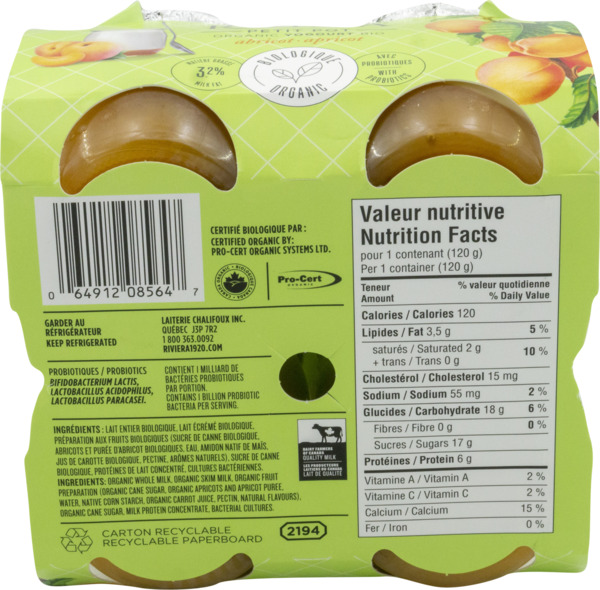 PETIT
ORGANIC YOGOURT BIO
abricot-apricot
MATIÈRE GRASSE
3.2%
MILK FAT
BIOLOGIQUE
ORGANIC
AVEC
PROBIOTIQUES
WITH
PROBIOTICS
0 64912 08564 7
CERTIFIÉ BIOLOGIQUE PAR :
CERTIFIED ORGANIC BY:
PRO-CERT ORGANIC SYSTEMS LTD.
Pro-Cert
ORGANIC
GARDER AU
RÉFRIGÉRATEUR
KEEP REFRIGERATED
LAITERIE CHALIFOUX INC.
QUÉBEC J3P 7R2
1 800 363.0092
RIVIERA1920.COM
PROBIOTIQUES / PROBIOTICS
BIFIDOBACTERIUM LACTIS,
LACTOBACILLUS ACIDOPHILUS,
LACTOBACILLUS PARACASEI.
CONTIENT 1 MILLIARD DE
BACTÉRIES PROBIOTIQUES
PAR PORTION.
CONTAINS 1 BILLION PROBIOTIC
BACTERIA PER SERVING.
INGRÉDIENTS : LAIT ENTIER BIOLOGIQUE, LAIT ÉCRÉMÉ BIOLOGIQUE,
PRÉPARATION AUX FRUITS BIOLOGIQUES (SUCRE DE CANNE BIOLOGIQUE,
ABRICOTS ET PURÉE D'ABRICOT BIOLOGIQUES, EAU, AMIDON NATIF DE MAÏS,
JUS DE CAROTTE BIOLOGIQUE, PECTINE, ARÔMES NATURELS), SUCRE DE CANNE
BIOLOGIQUE, PROTÉINES DE LAIT CONCENTRÉ, CULTURES BACTÉRIENNES.
INGREDIENTS: ORGANIC WHOLE MILK, ORGANIC SKIM MILK, ORGANIC FRUIT
PREPARATION (ORGANIC CANE SUGAR, ORGANIC APRICOTS AND APRICOT PUREE,
WATER, NATIVE CORN STARCH, ORGANIC CARROT JUICE, PECTIN, NATURAL FLAVOURS),
ORGANIC CANE SUGAR, MILK PROTEIN CONCENTRATE, BACTERIAL CULTURES.
DAIRY FARMERS
OF CANADA
QUALITY MILK
LES PRODUCTEURS
LAITIERS DU CANADA
LAIT DE QUALITÉ
CARTON RECYCLABLE
RECYCLABLE PAPERBOARD
2194
Valeur nutritive
Nutrition Facts
pour 1 contenant (120 g)
Per 1 container (120 g)
Teneur % valeur quotidienne
Amount % Daily Value
Calories / Calories 120
Lipides / Fat 3,5 g 5 %
saturés / Saturated 2 g
+ trans / Trans 0 g 10 %
Cholestérol / Cholesterol 15 mg
Sodium / Sodium 55 mg 2 %
Glucides / Carbohydrate 18 g 6 %
Fibres / Fibre 0 g 0 %
Sucres / Sugars 17 g
Protéines / Protein 6 g
Vitamine A / Vitamin A 2 %
Vitamine C / Vitamin C 2 %
Calcium / Calcium 15 %
Fer / Iron 0 %